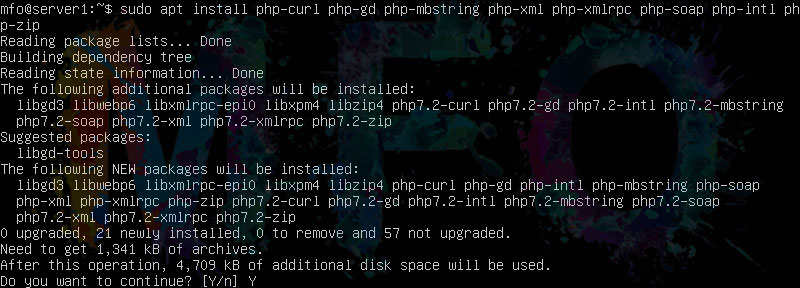 mfo@server1:~$ sudo apt install php-curl php-gd php-mbstring php-xml php-xmlrpc php-soap php-intl ph
p-zip
Reading package lists... Done
Building dependency tree
Reading state information... Done
The following additional packages will be installed:
  libgd3 libwebp6 libxmlrpc-epi0 libxpm4 libzip4 php7.2-curl php7.2-gd php7.2-intl php7.2-mbstring
  php7.2-soap php7.2-xml php7.2-xmlrpc php7.2-zip
Suggested packages:
  libgd-tools
The following NEW packages will be installed:
  libgd3 libwebp6 libxmlrpc-epi0 libxpm4 libzip4 php-curl php-gd php-intl php-mbstring php-soap
  php-xml php-xmlrpc php-zip php7.2-curl php7.2-gd php7.2-intl php7.2-mbstring php7.2-soap
  php7.2-xml php7.2-xmlrpc php7.2-zip
0 upgraded, 21 newly installed, 0 to remove and 57 not upgraded.
Need to get 1,341 kB of archives.
After this operation, 4,709 kB of additional disk space will be used.
Do you want to continue? [Y/n] Y
MFO